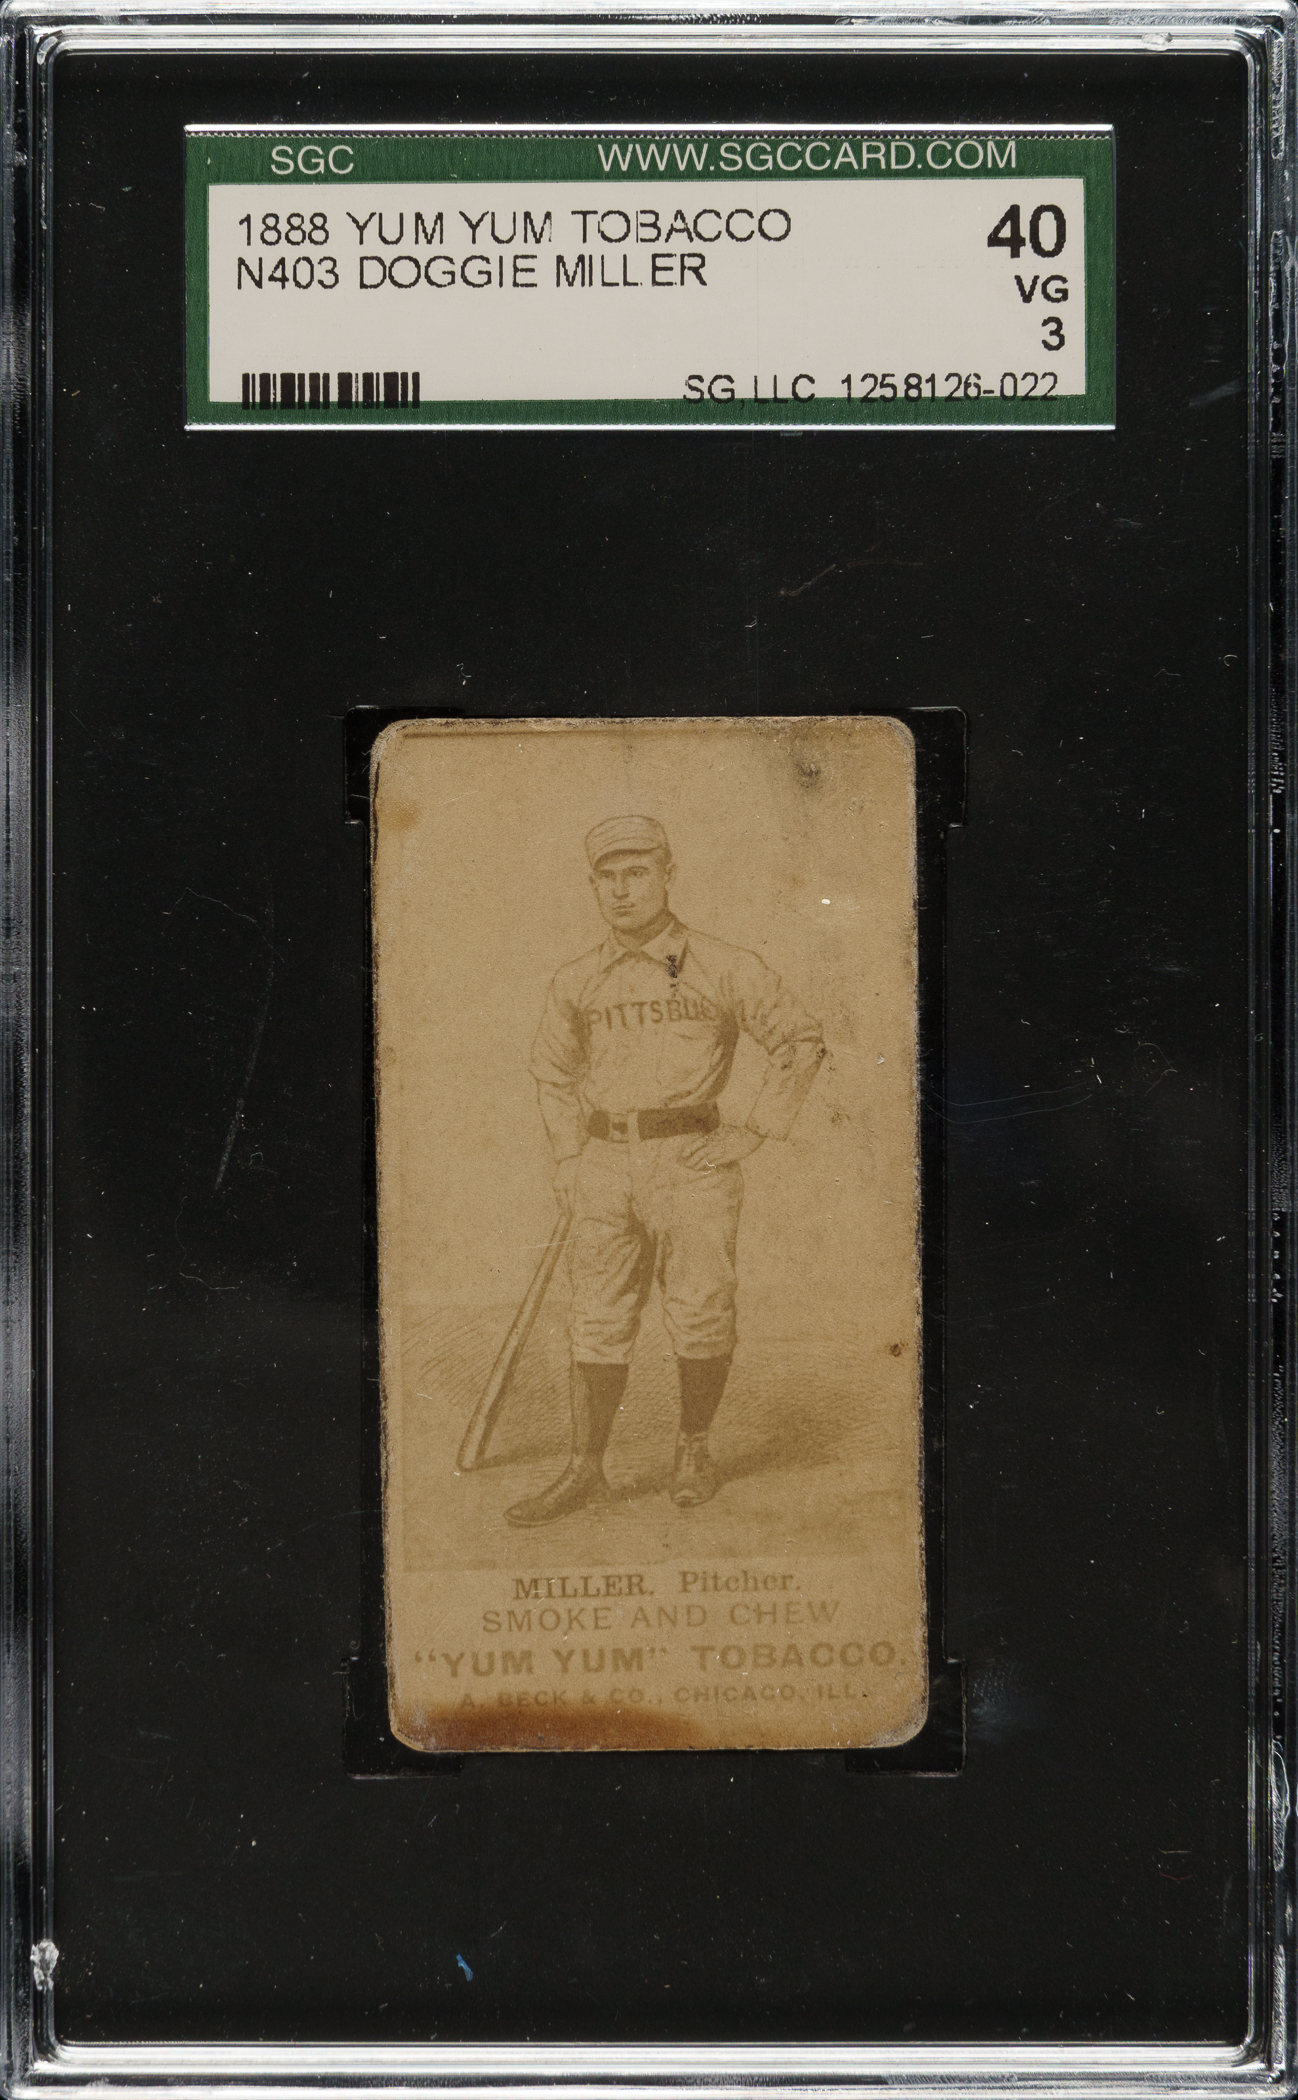 SGC WWW.SGCCARD.COM
1888 YUM YUM TOBACCO 40
N403 DOGGIE MILLER VG
3
SG, LLC 1258126-022
PITTSBUR
MILLER. Pitcher.
SMOKE AND CHEW
"YUM YUM" TOBACCO.
A. BECK & CO., CHICAGO, ILL.